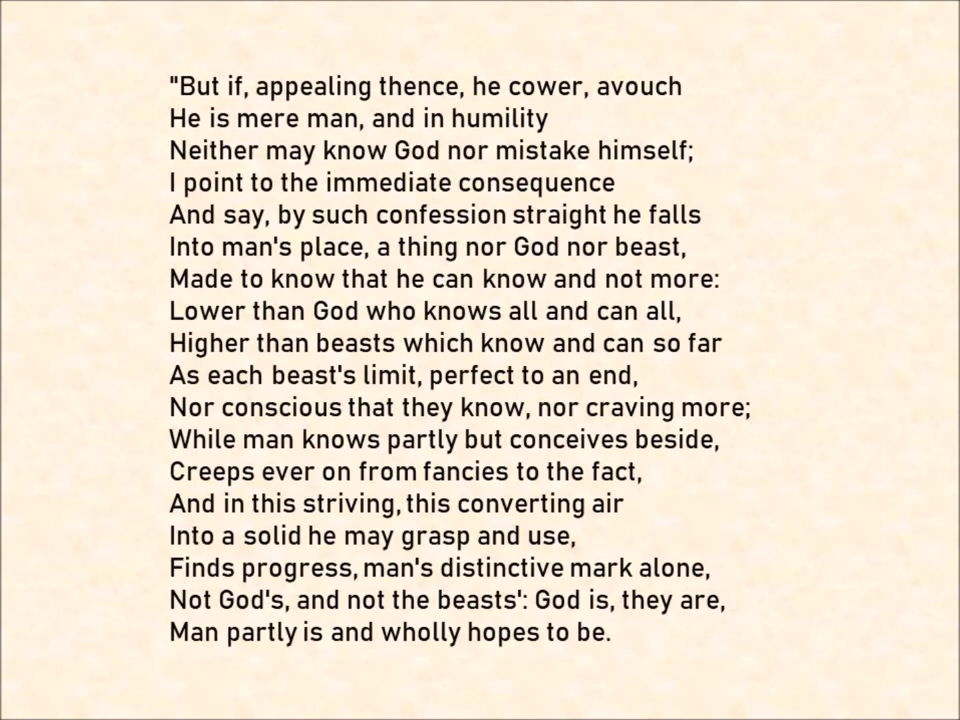 "But if, appealing thence, he cower, avouch
He is mere man, and in humility
Neither may know God nor mistake himself;
I point to the immediate consequence
And say, by such confession straight he falls
Into man's place, a thing nor God nor beast,
Made to know that he can know and not more:
Lower than God who knows all and can all,
Higher than beasts which know and can so far
As each beast's limit, perfect to an end,
Nor conscious that they know, nor craving more;
While man knows partly but conceives beside,
Creeps ever on from fancies to the fact,
And in this striving, this converting air
Into a solid he may grasp and use,
Finds progress, man's distinctive mark alone,
Not God's, and not the beasts': God is, they are,
Man partly is and wholly hopes to be.